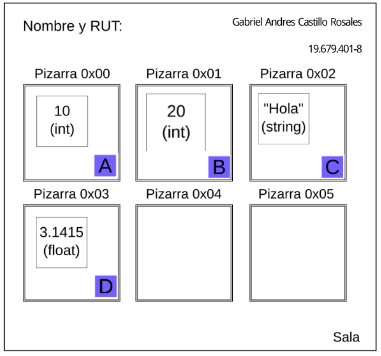 Nombre y RUT: Gabriel Andres Castillo Rosales
19.679.401-8
Pizarra 0x00 Pizarra 0x01 Pizarra 0x02
10 20 "Hola"
(int) (int) (string)
A B C
Pizarra 0x03 Pizarra 0x04 Pizarra 0x05
3.1415
(float)
D
Sala